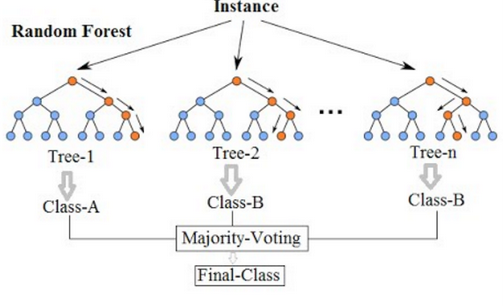 Instance
Random Forest
...
Tree-1 Tree-2 Tree-n
Class-A Class-B Class-B
Majority-Voting
Final-Class